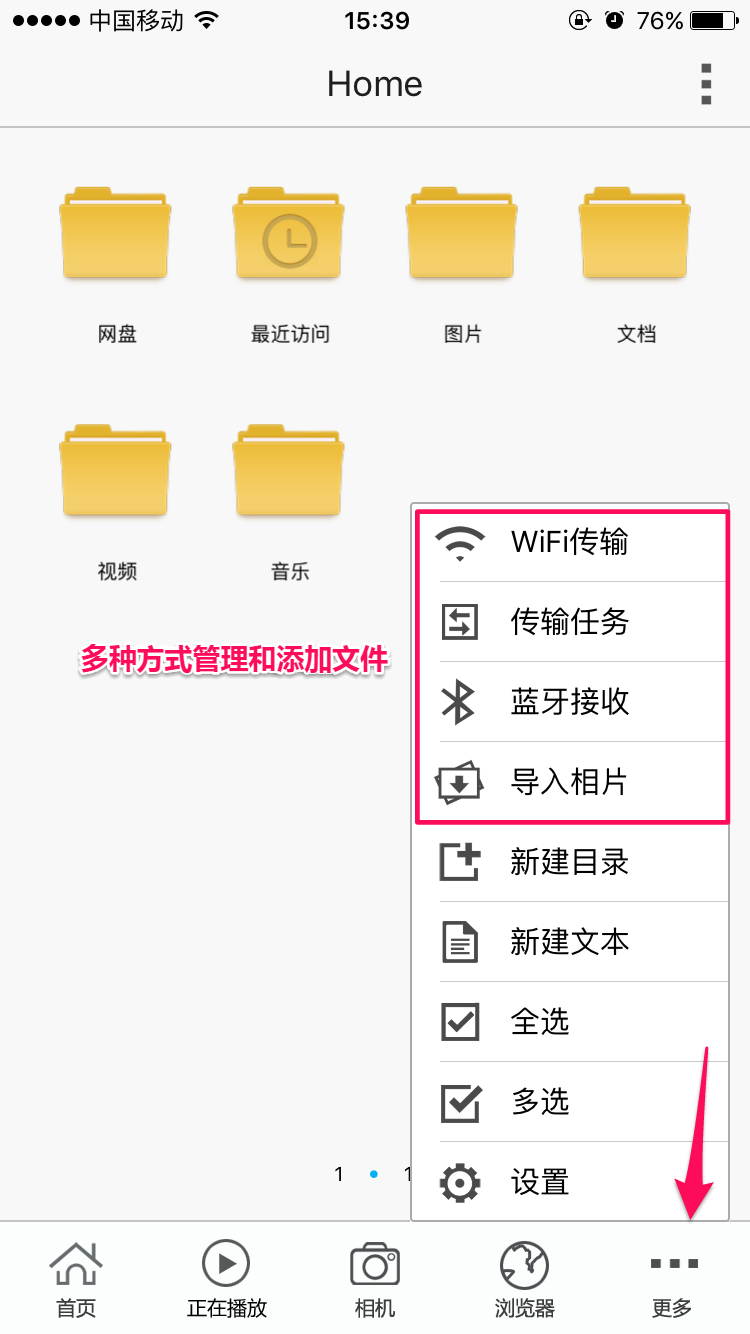 中国移动 15:39 76%
Home
网盘 最近访问 图片 文档
视频 音乐
多种方式管理和添加文件
WiFi传输
传输任务
蓝牙接收
导入相片
新建目录
新建文本
全选
多选
设置
1 1
首页 正在播放 相机 浏览器 更多